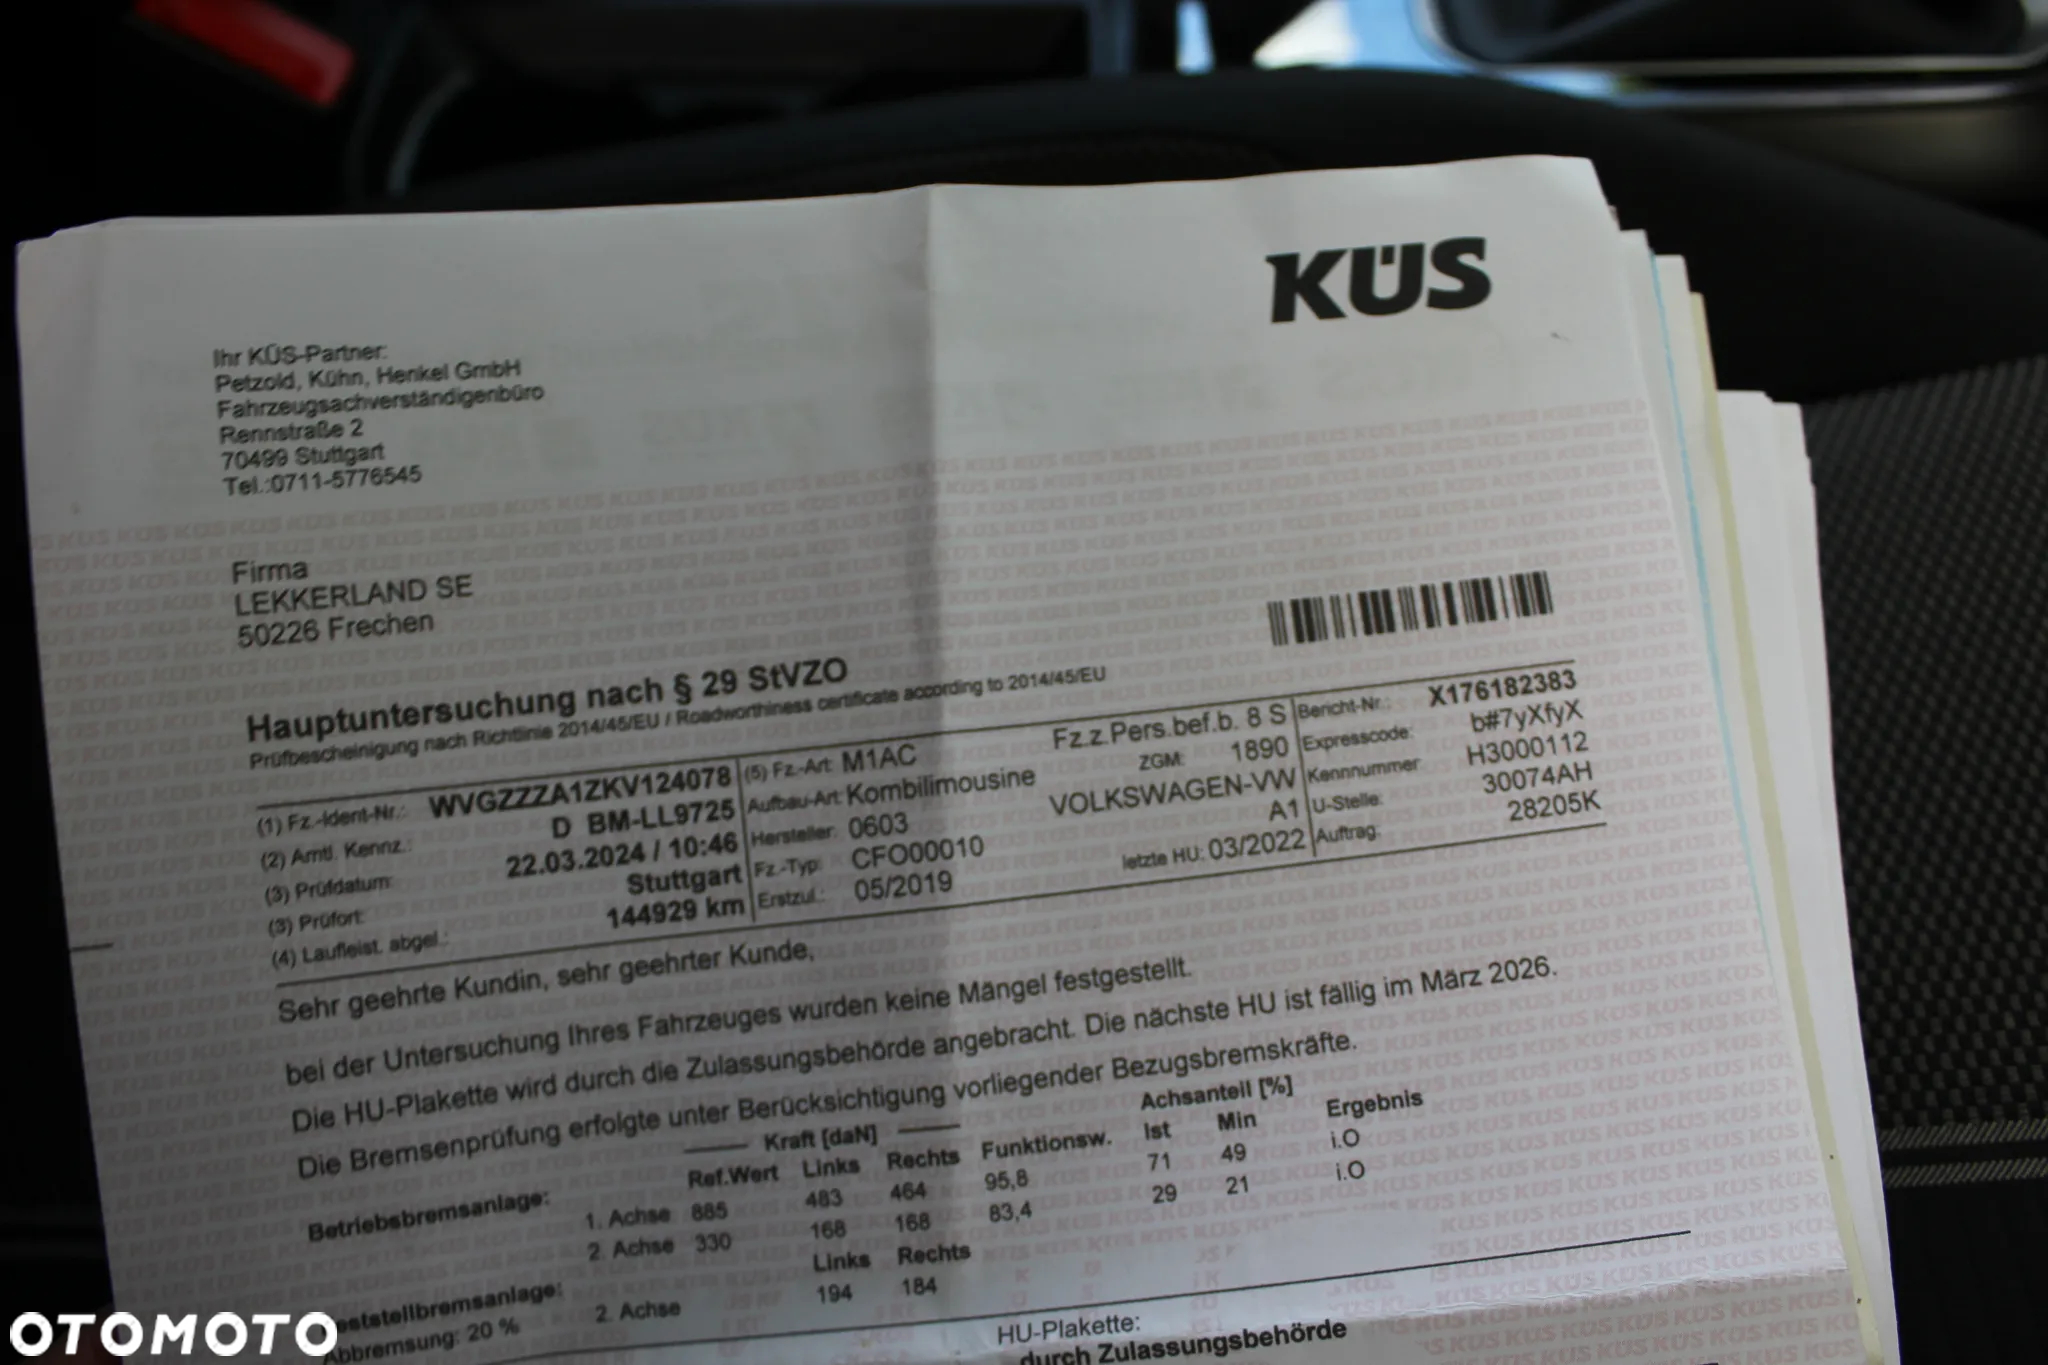 KÜS
Ihr KÜS-Partner:
Petzold, Kühn, Henkel GmbH
Fahrzeugsachverständigenbüro
Rennstraße 2
70499 Stuttgart
Tel.:0711-5776545
Firma
LEKKERLAND SE
50226 Frechen
Hauptuntersuchung nach § 29 StVZO
Prüfbescheinigung nach Richtlinie 2014/45/EU / Roadworthiness certificate according to 2014/45/EU
(1) Fz.-Ident-Nr.: WVGZZZA1ZKV124078 (5) Fz.-Art: M1AC Fz.z.Pers.bef.b. 8 S Bericht-Nr.: X176182383
(2) Amtl. Kennz.: D BM-LL9725 Aufbau-Art: Kombilimousine ZGM: 1890 Expresscode: b#7yXfyX
(3) Prüfdatum: 22.03.2024 / 10:46 Hersteller: 0603 VOLKSWAGEN-VW Kennnummer H3000112
(3) Prüfort: Stuttgart Fz.-Typ: CFO00010 A1 U-Stelle: 30074AH
(4) Laufleist. abgel.: 144929 km Erstzul.: 05/2019 letzte HU: 03/2022 Auftrag: 28205K
Sehr geehrte Kundin, sehr geehrter Kunde,
bei der Untersuchung Ihres Fahrzeuges wurden keine Mängel festgestellt.
Die HU-Plakette wird durch die Zulassungsbehörde angebracht. Die nächste HU ist fällig im März 2026.
Die Bremsenprüfung erfolgte unter Berücksichtigung vorliegender Bezugsbremskräfte.
Kraft [daN] Achsanteil [%]
Ref.Wert Links Rechts Funktionsw. Ist Min Ergebnis
Betriebsbremsanlage: 1. Achse 885 483 464 95,8 71 49 i.O
2. Achse 330 168 168 83,4 29 21 i.O
Links Rechts
Feststellbremsanlage: 2. Achse 194 184
Abbremsung: 20 %
HU-Plakette:
durch Zulassungsbehörde
OTOMOTO